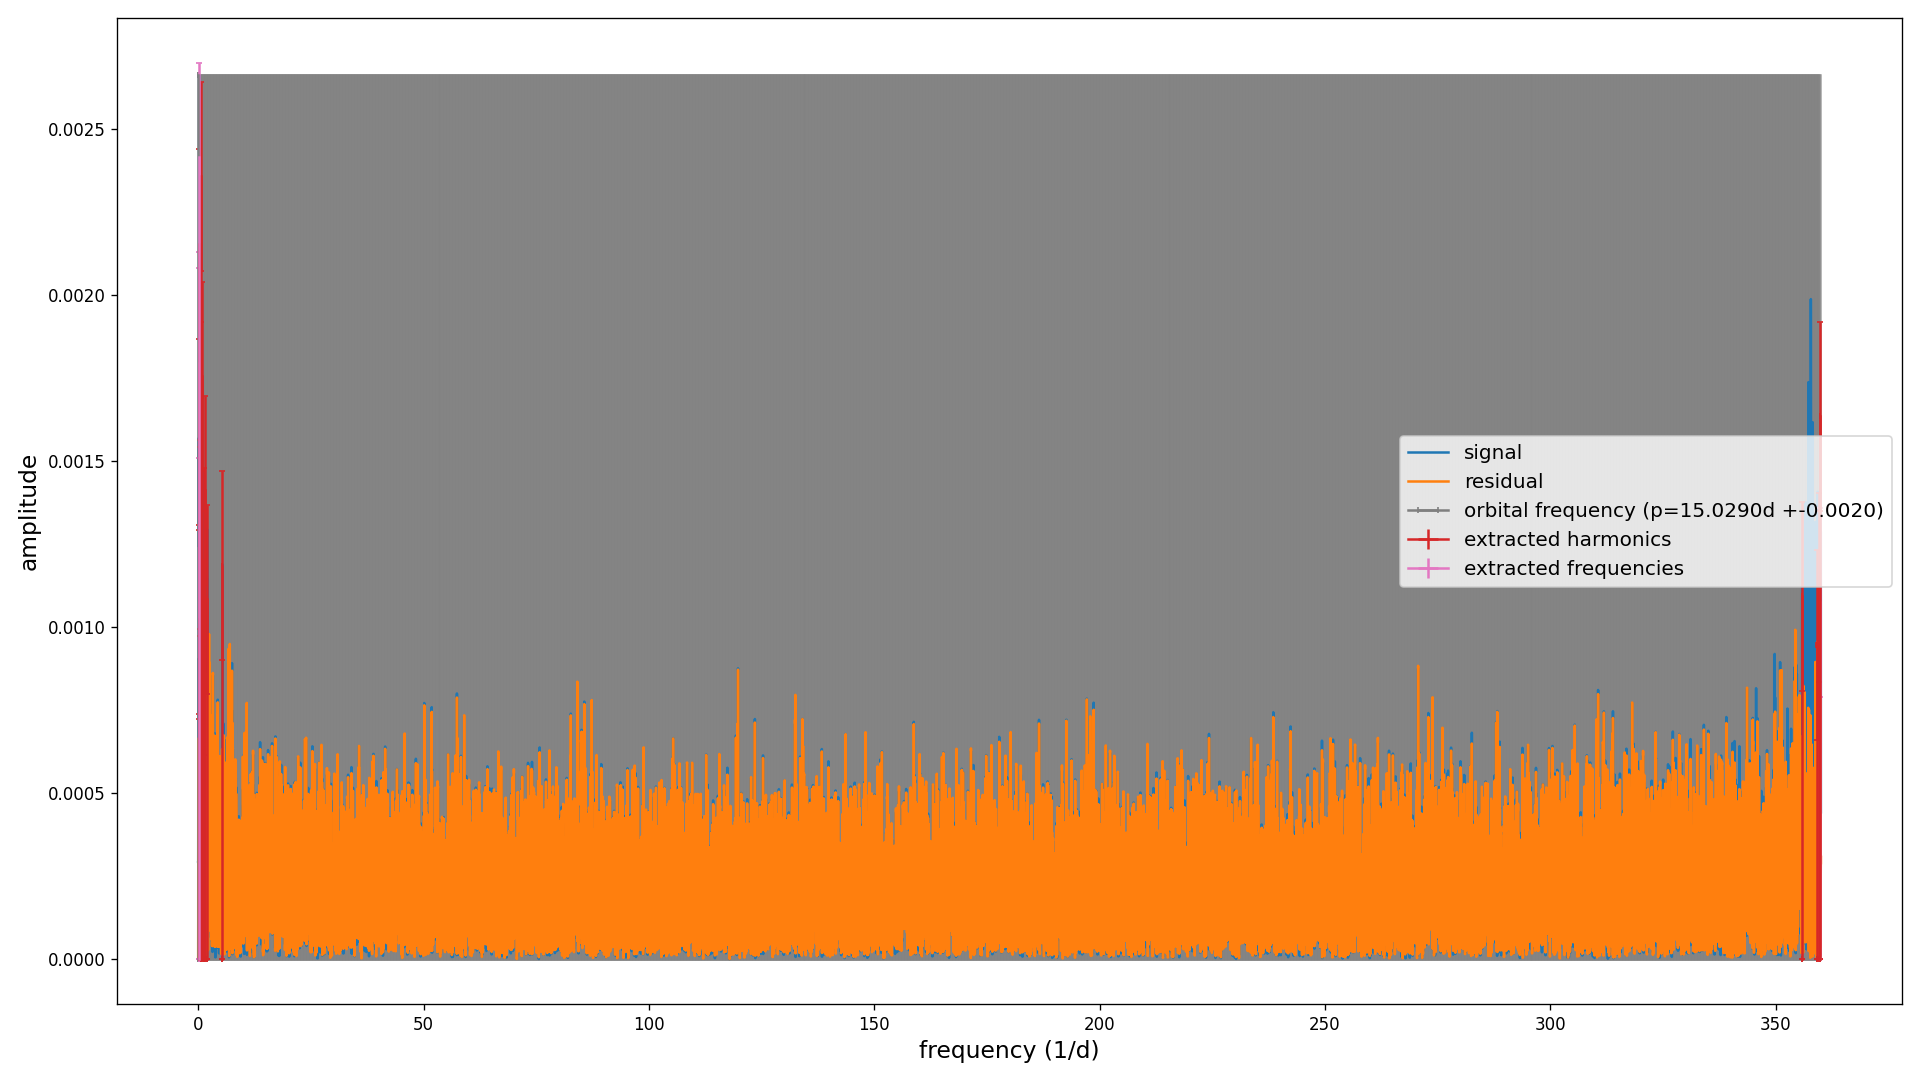 0.0025
0.0020
0.0015
0.0010
0.0005
0.0000
amplitude
signal
residual
orbital frequency (p=15.0290d +-0.0020)
extracted harmonics
extracted frequencies
0 50 100 150 200 250 300 350
frequency (1/d)